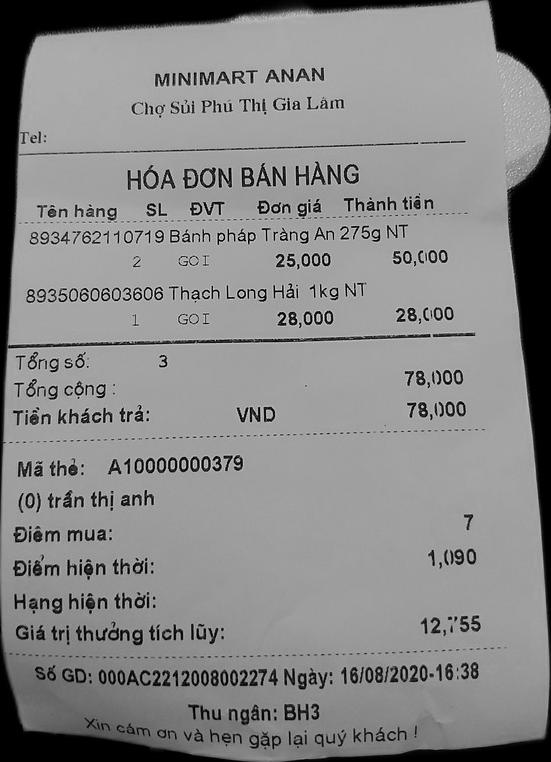 MINIMART ANAN
Chợ Sủi Phú Thị Gia Lâm
Tel:
HÓA ĐƠN BÁN HÀNG
Tên hàng SL ĐVT Đơn giá Thành tiền
8934762110719 Bánh pháp Tràng An 275g NT
2 GOI 25,000 50,000
8935060603606 Thạch Long Hải 1kg NT
1 GOI 28,000 28,000
Tổng số: 3
Tổng cộng : 78,000
Tiền khách trả: VND 78,000
Mã thẻ: A10000000379
(0) trần thị anh
Điêm mua: 7
Điểm hiện thời: 1,090
Hạng hiện thời:
Giá trị thưởng tích lũy: 12,755
Số GD: 000AC2212008002274 Ngày: 16/08/2020-16:38
Thu ngân: BH3
Xin cảm ơn và hẹn gặp lại quý khách !